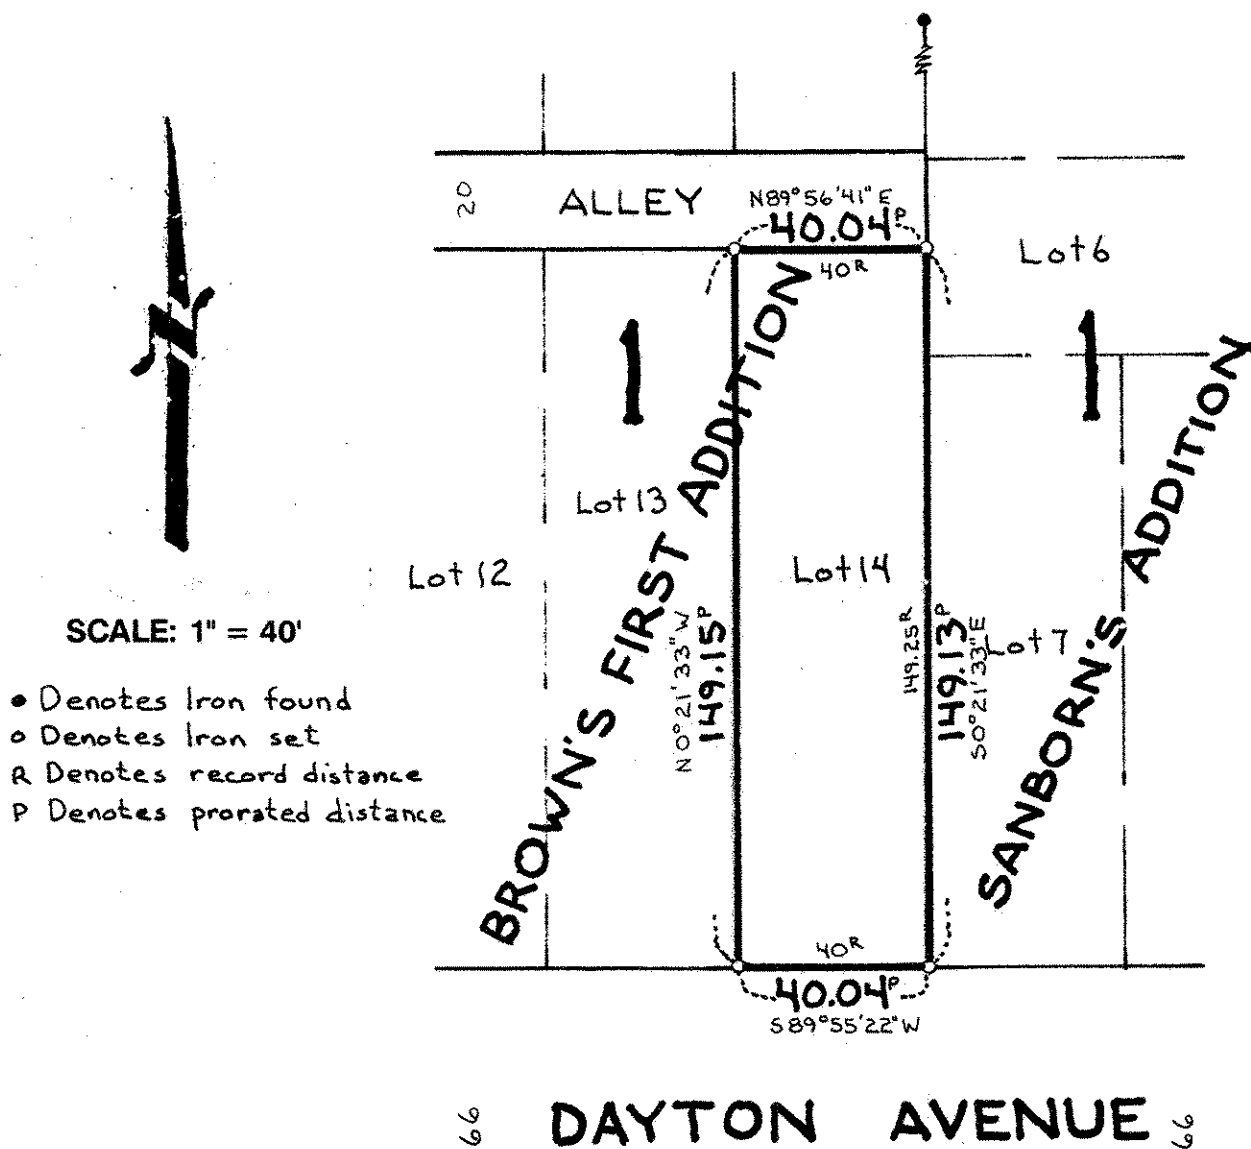 20
ALLEY
N89°56'41"E
40.04P
40R
Lot 6
1
1
BROWN'S FIRST ADDITION
SANBORN'S ADDITION
Lot 13
Lot 12
Lot 14
Lot 7
N0°21'33"W
149.15P
149.25R
149.13P
S0°21'33"E
SCALE: 1" = 40'
● Denotes Iron found
o Denotes Iron set
R Denotes record distance
P Denotes prorated distance
40R
40.04P
S89°55'22"W
66 DAYTON AVENUE 66